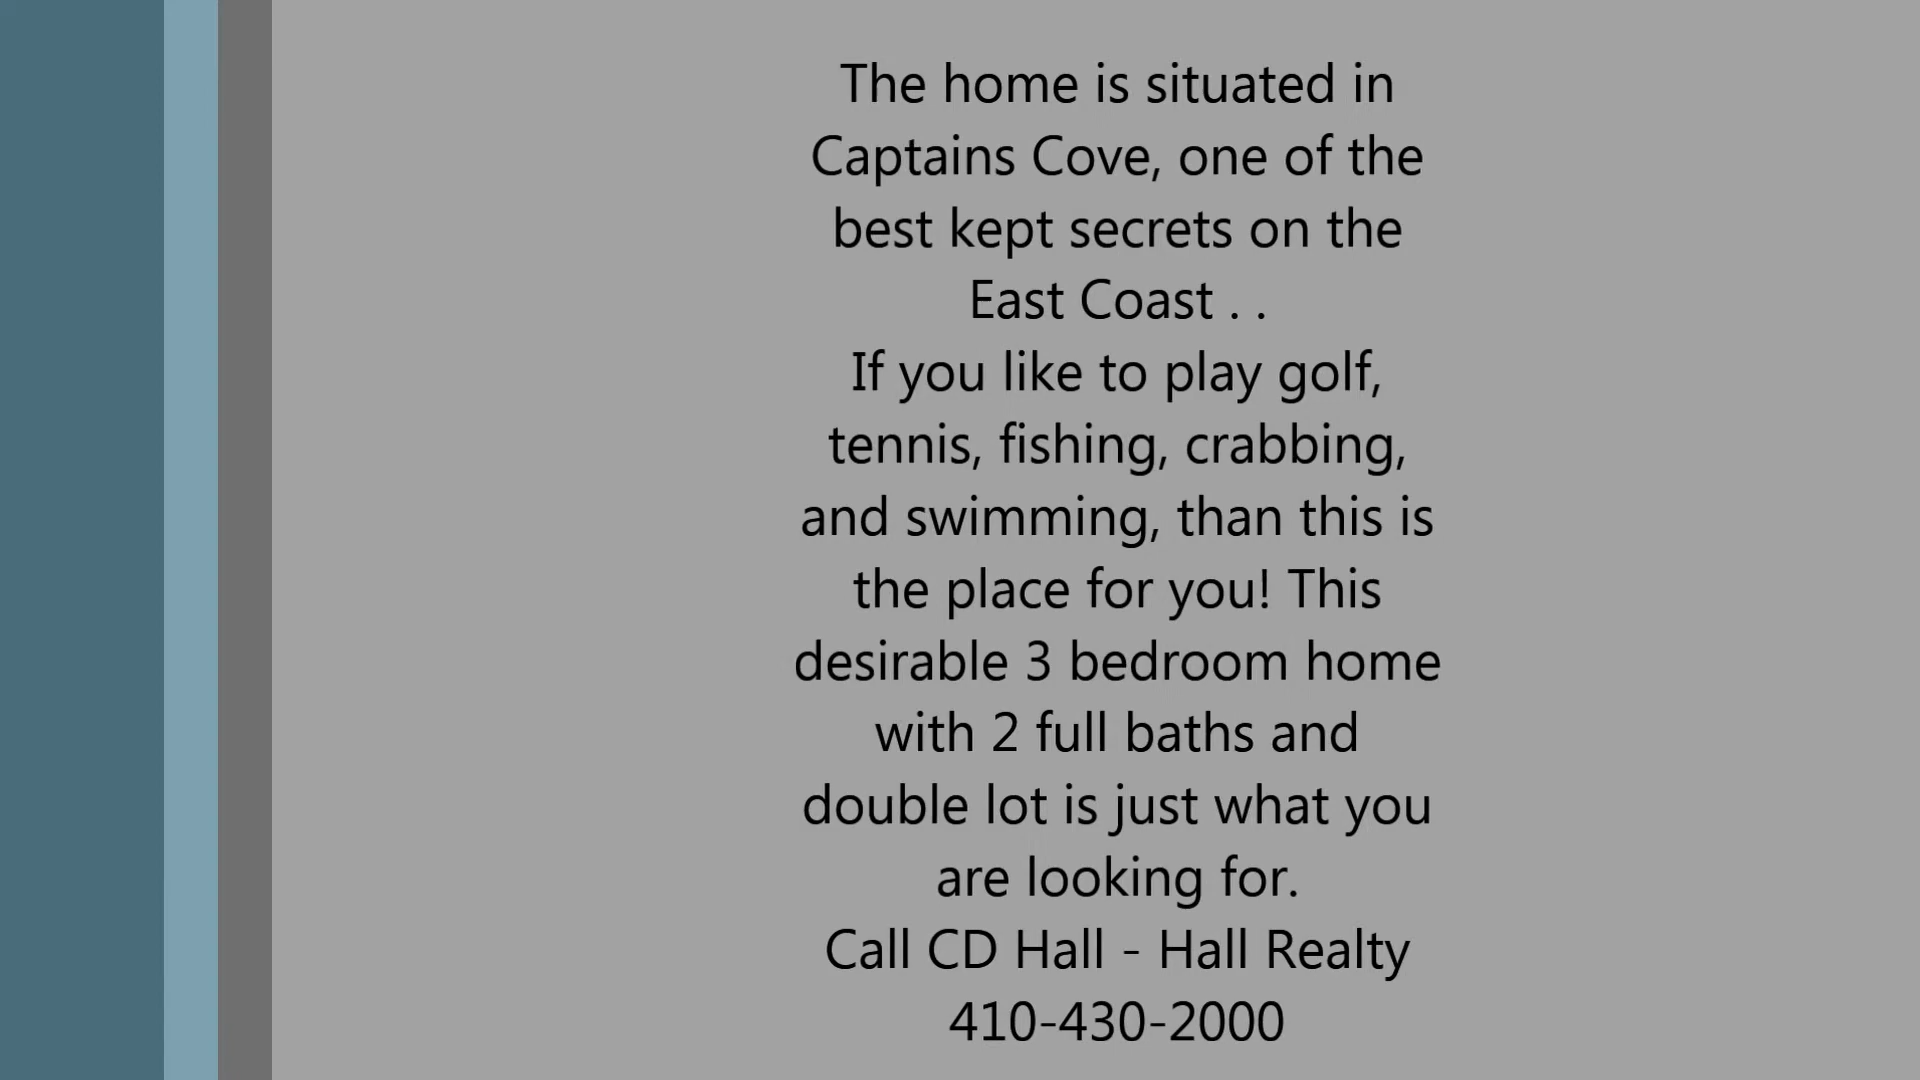 The home is situated in
Captains Cove, one of the
best kept secrets on the
East Coast . .
If you like to play golf,
tennis, fishing, crabbing,
and swimming, than this is
the place for you! This
desirable 3 bedroom home
with 2 full baths and
double lot is just what you
are looking for.
Call CD Hall - Hall Realty
410-430-2000